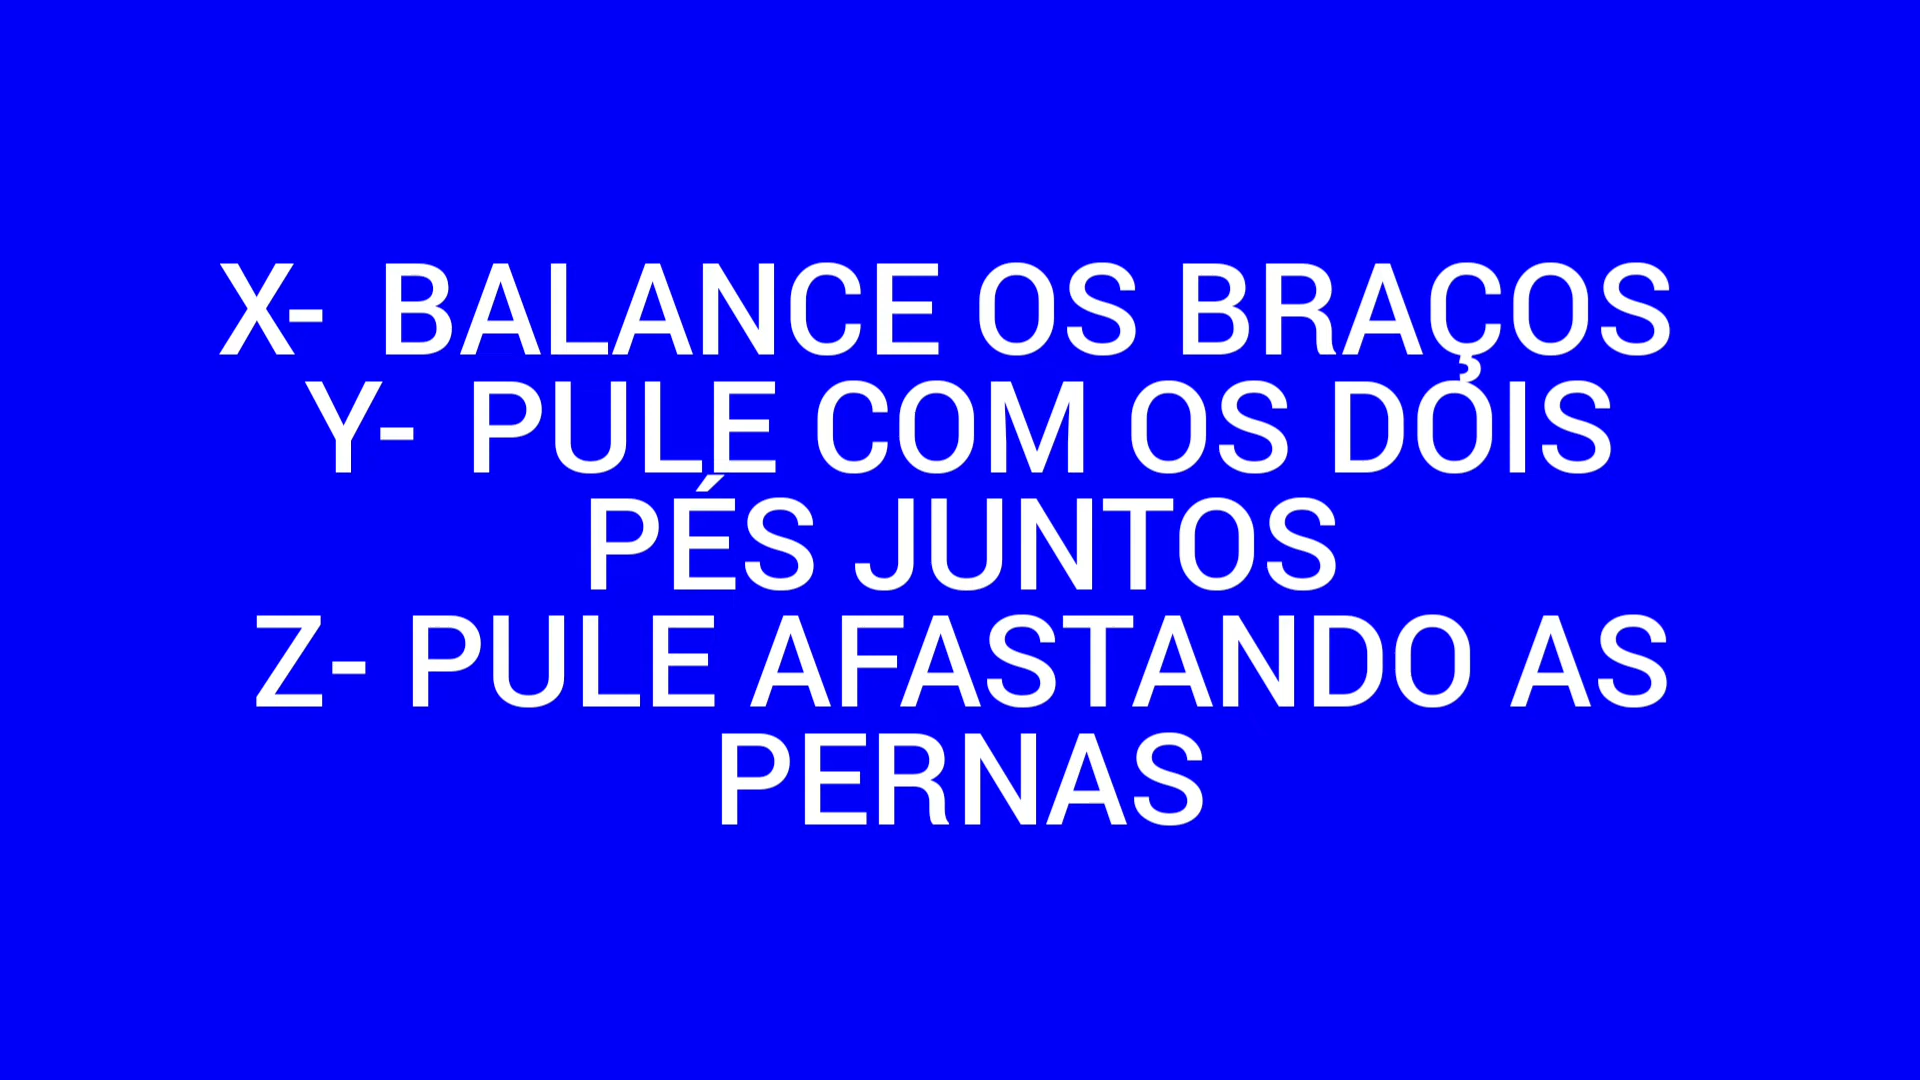 X- BALANCE OS BRAÇOS
Y- PULE COM OS DOIS
PÉS JUNTOS
Z- PULE AFASTANDO AS
PERNAS